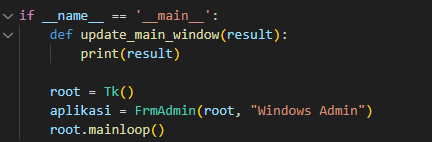 if __name__ == '__main__':
    def update_main_window(result):
        print(result)

    root = Tk()
    aplikasi = FrmAdmin(root, "Windows Admin")
    root.mainloop()